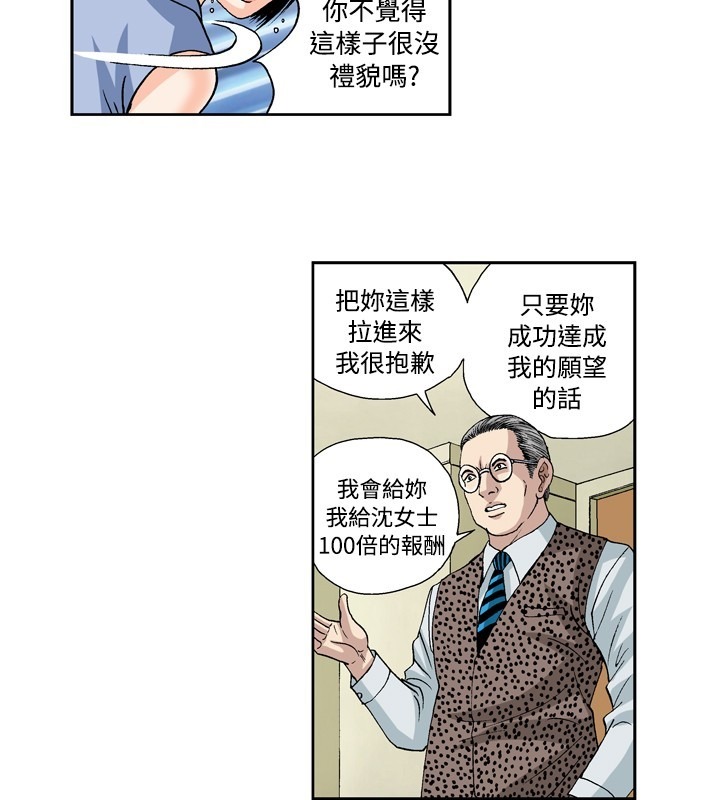 你不覺得
這樣子很沒
禮貌嗎?
把妳這樣
拉進來
我很抱歉
只要妳
成功達成
我的願望
的話
我會給妳
我給沈女士
100倍的報酬